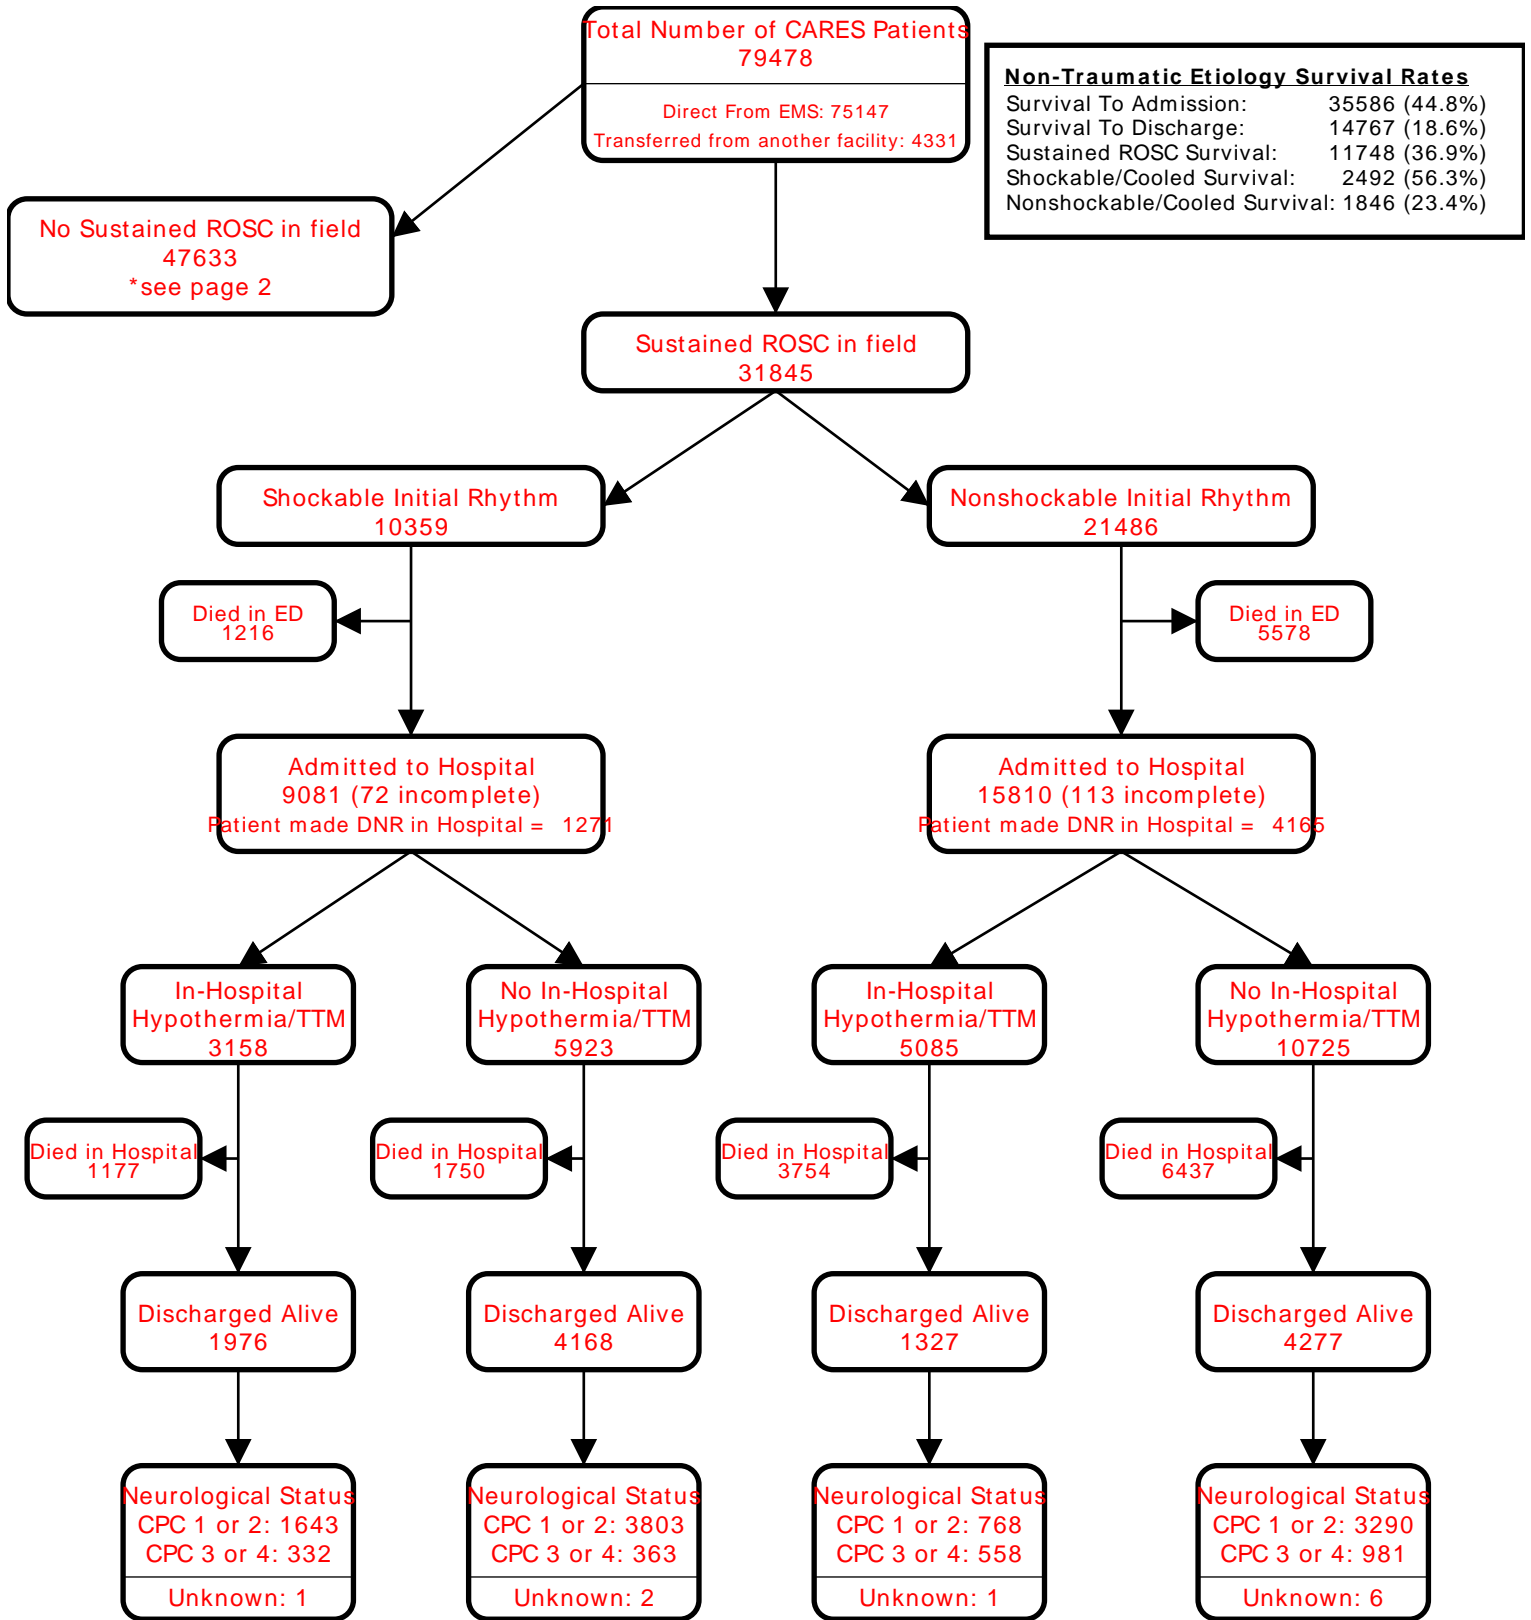 Total Number of CARES Patients
79478
Direct From EMS: 75147
Transferred from another facility: 4331
Non-Traumatic Etiology Survival Rates
Survival To Admission: 35586 (44.8%)
Survival To Discharge: 14767 (18.6%)
Sustained ROSC Survival: 11748 (36.9%)
Shockable/Cooled Survival: 2492 (56.3%)
Nonshockable/Cooled Survival: 1846 (23.4%)
No Sustained ROSC in field
47633
*see page 2
Sustained ROSC in field
31845
Shockable Initial Rhythm
10359
Nonshockable Initial Rhythm
21486
Died in ED
1216
Died in ED
5578
Admitted to Hospital
9081 (72 incomplete)
Patient made DNR in Hospital = 1271
Admitted to Hospital
15810 (113 incomplete)
Patient made DNR in Hospital = 4165
In-Hospital
Hypothermia/TTM
3158
No In-Hospital
Hypothermia/TTM
5923
In-Hospital
Hypothermia/TTM
5085
No In-Hospital
Hypothermia/TTM
10725
Died in Hospital
1177
Died in Hospital
1750
Died in Hospital
3754
Died in Hospital
6437
Discharged Alive
1976
Discharged Alive
4168
Discharged Alive
1327
Discharged Alive
4277
Neurological Status
CPC 1 or 2: 1643
CPC 3 or 4: 332
Unknown: 1
Neurological Status
CPC 1 or 2: 3803
CPC 3 or 4: 363
Unknown: 2
Neurological Status
CPC 1 or 2: 768
CPC 3 or 4: 558
Unknown: 1
Neurological Status
CPC 1 or 2: 3290
CPC 3 or 4: 981
Unknown: 6